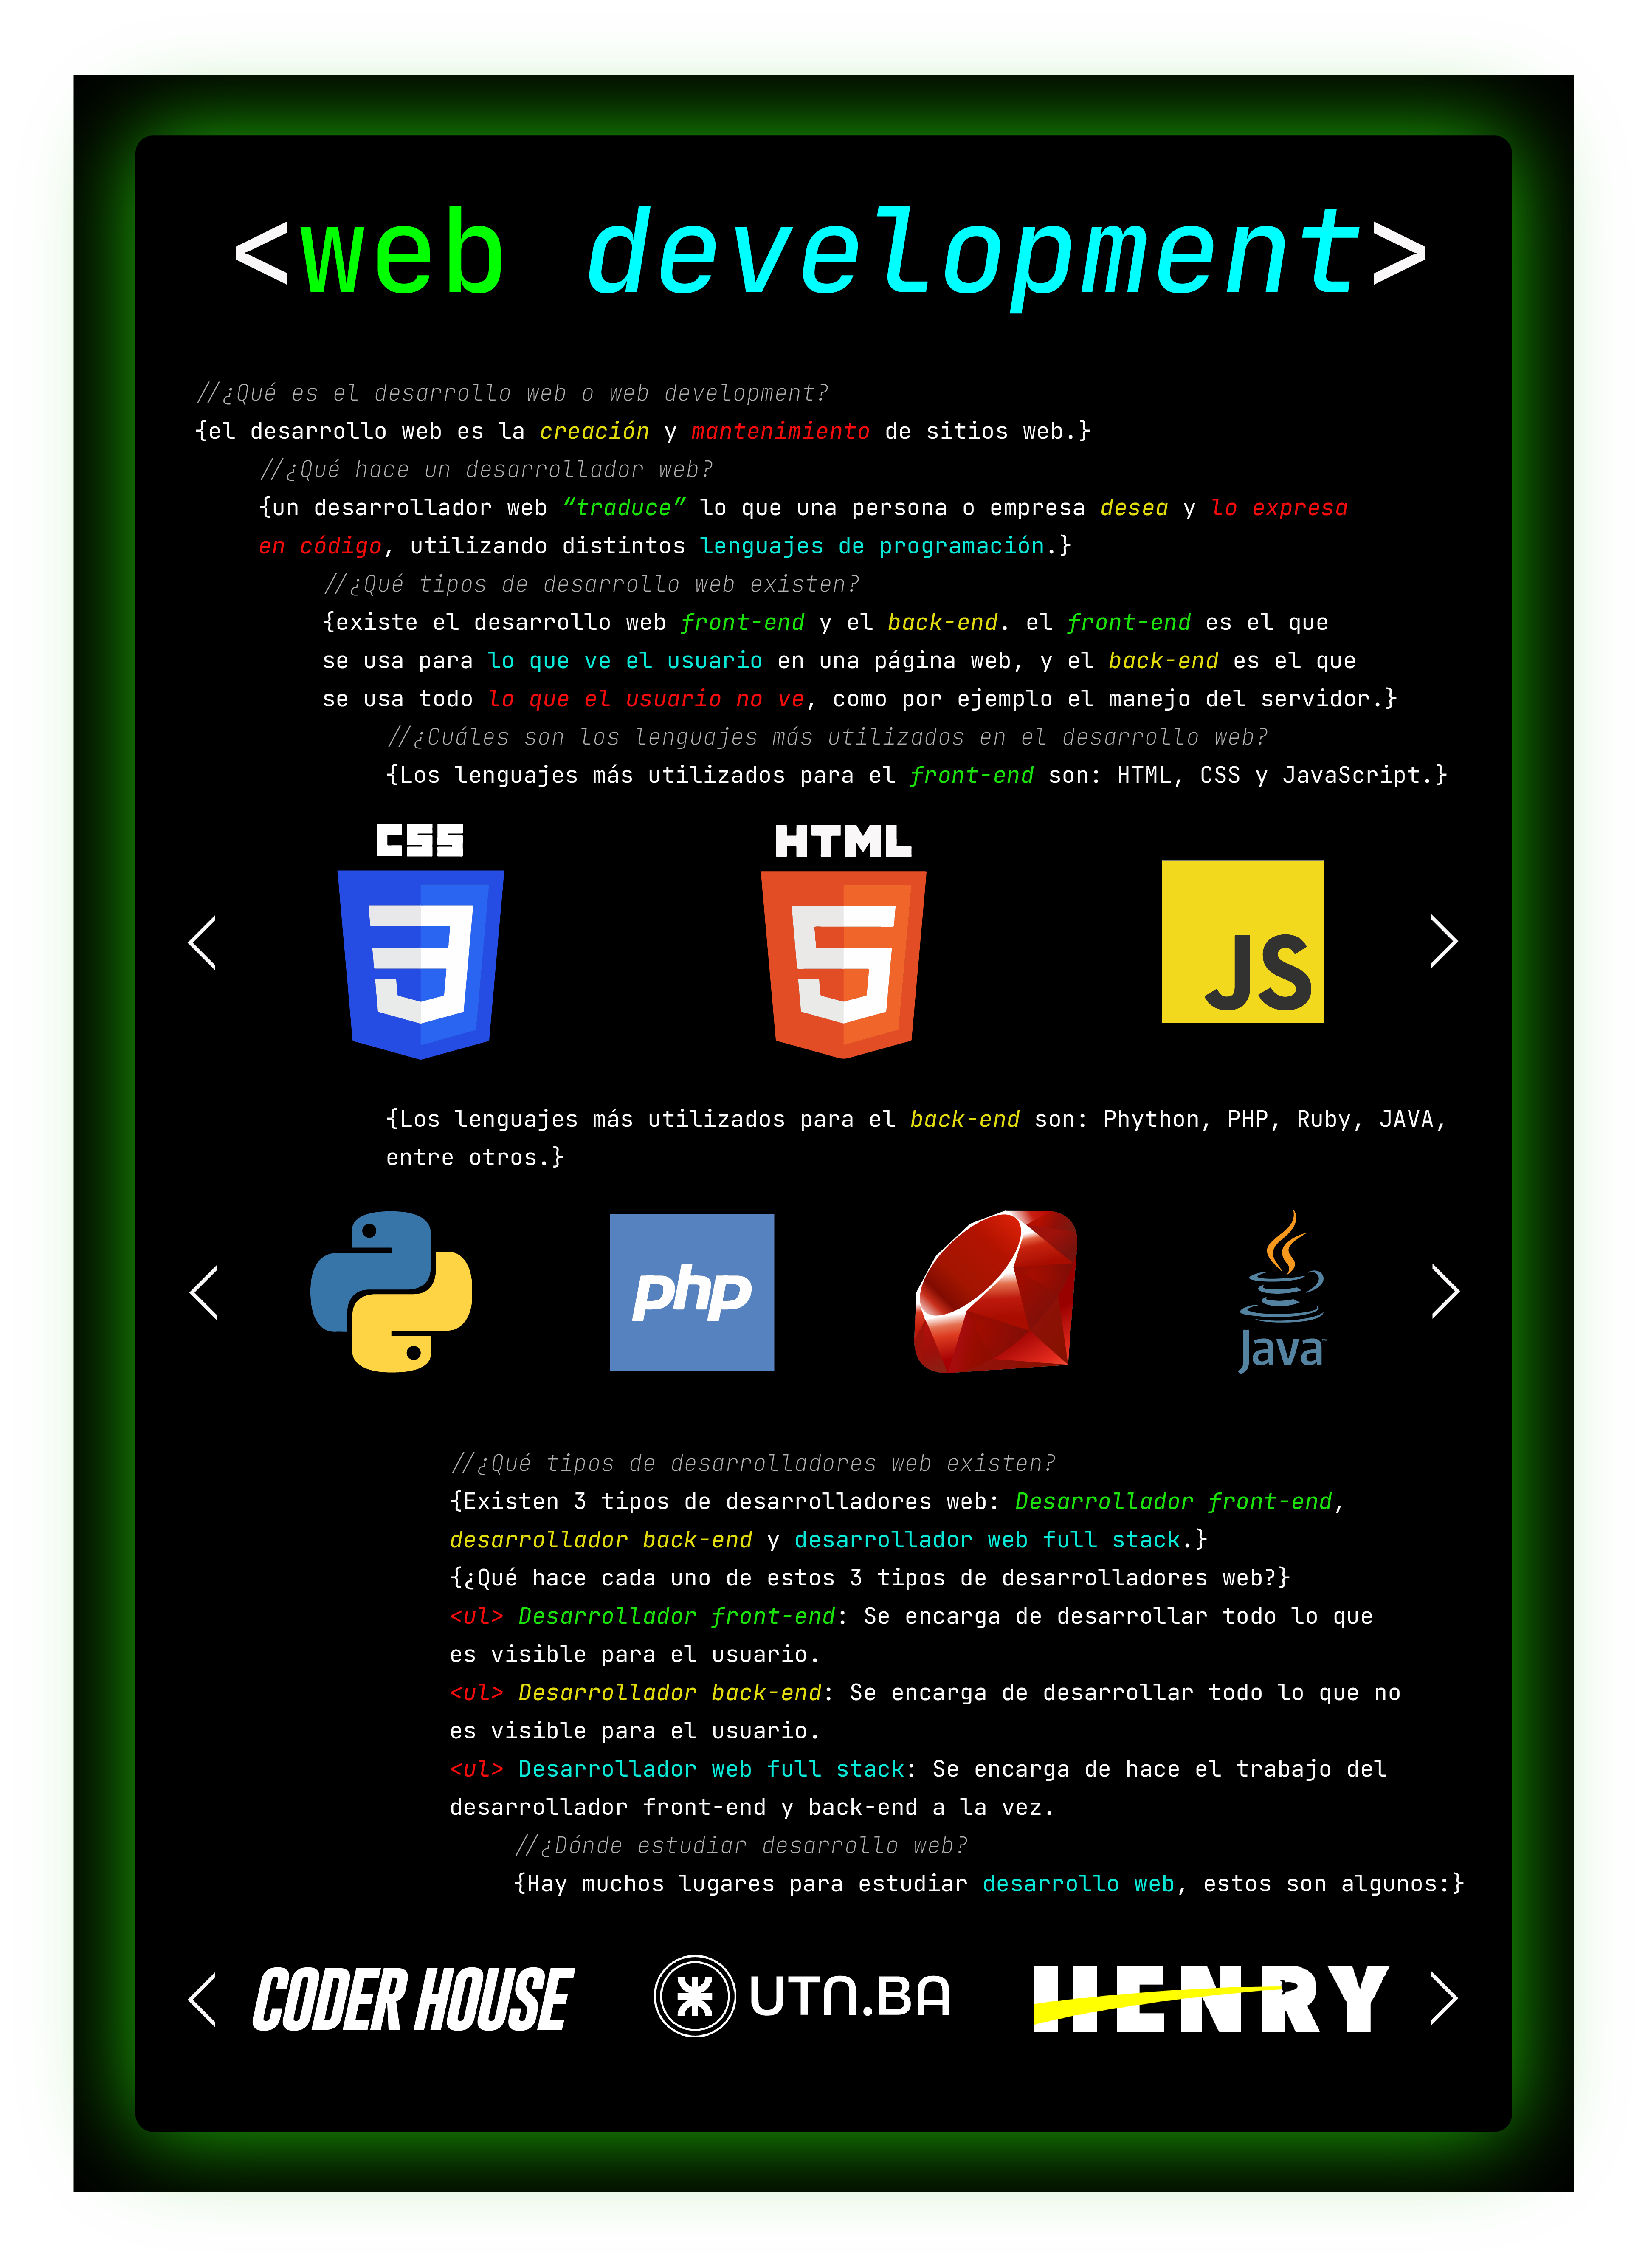 <web development>
//¿Qué es el desarrollo web o web development?
{el desarrollo web es la creación y mantenimiento de sitios web.}
//¿Qué hace un desarrollador web?
{un desarrollador web “traduce” lo que una persona o empresa desea y lo expresa
en código, utilizando distintos lenguajes de programación.}
//¿Qué tipos de desarrollo web existen?
{existe el desarrollo web front-end y el back-end. el front-end es el que
se usa para lo que ve el usuario en una página web, y el back-end es el que
se usa todo lo que el usuario no ve, como por ejemplo el manejo del servidor.}
//¿Cuáles son los lenguajes más utilizados en el desarrollo web?
{Los lenguajes más utilizados para el front-end son: HTML, CSS y JavaScript.}
CSS HTML
3 5 JS
{Los lenguajes más utilizados para el back-end son: Phython, PHP, Ruby, JAVA,
entre otros.}
php Java
//¿Qué tipos de desarrolladores web existen?
{Existen 3 tipos de desarrolladores web: Desarrollador front-end,
desarrollador back-end y desarrollador web full stack.}
{¿Qué hace cada uno de estos 3 tipos de desarrolladores web?}
<ul> Desarrollador front-end: Se encarga de desarrollar todo lo que
es visible para el usuario.
<ul> Desarrollador back-end: Se encarga de desarrollar todo lo que no
es visible para el usuario.
<ul> Desarrollador web full stack: Se encarga de hace el trabajo del
desarrollador front-end y back-end a la vez.
//¿Dónde estudiar desarrollo web?
{Hay muchos lugares para estudiar desarrollo web, estos son algunos:}
< CODER HOUSE UTN.BA HENRY >